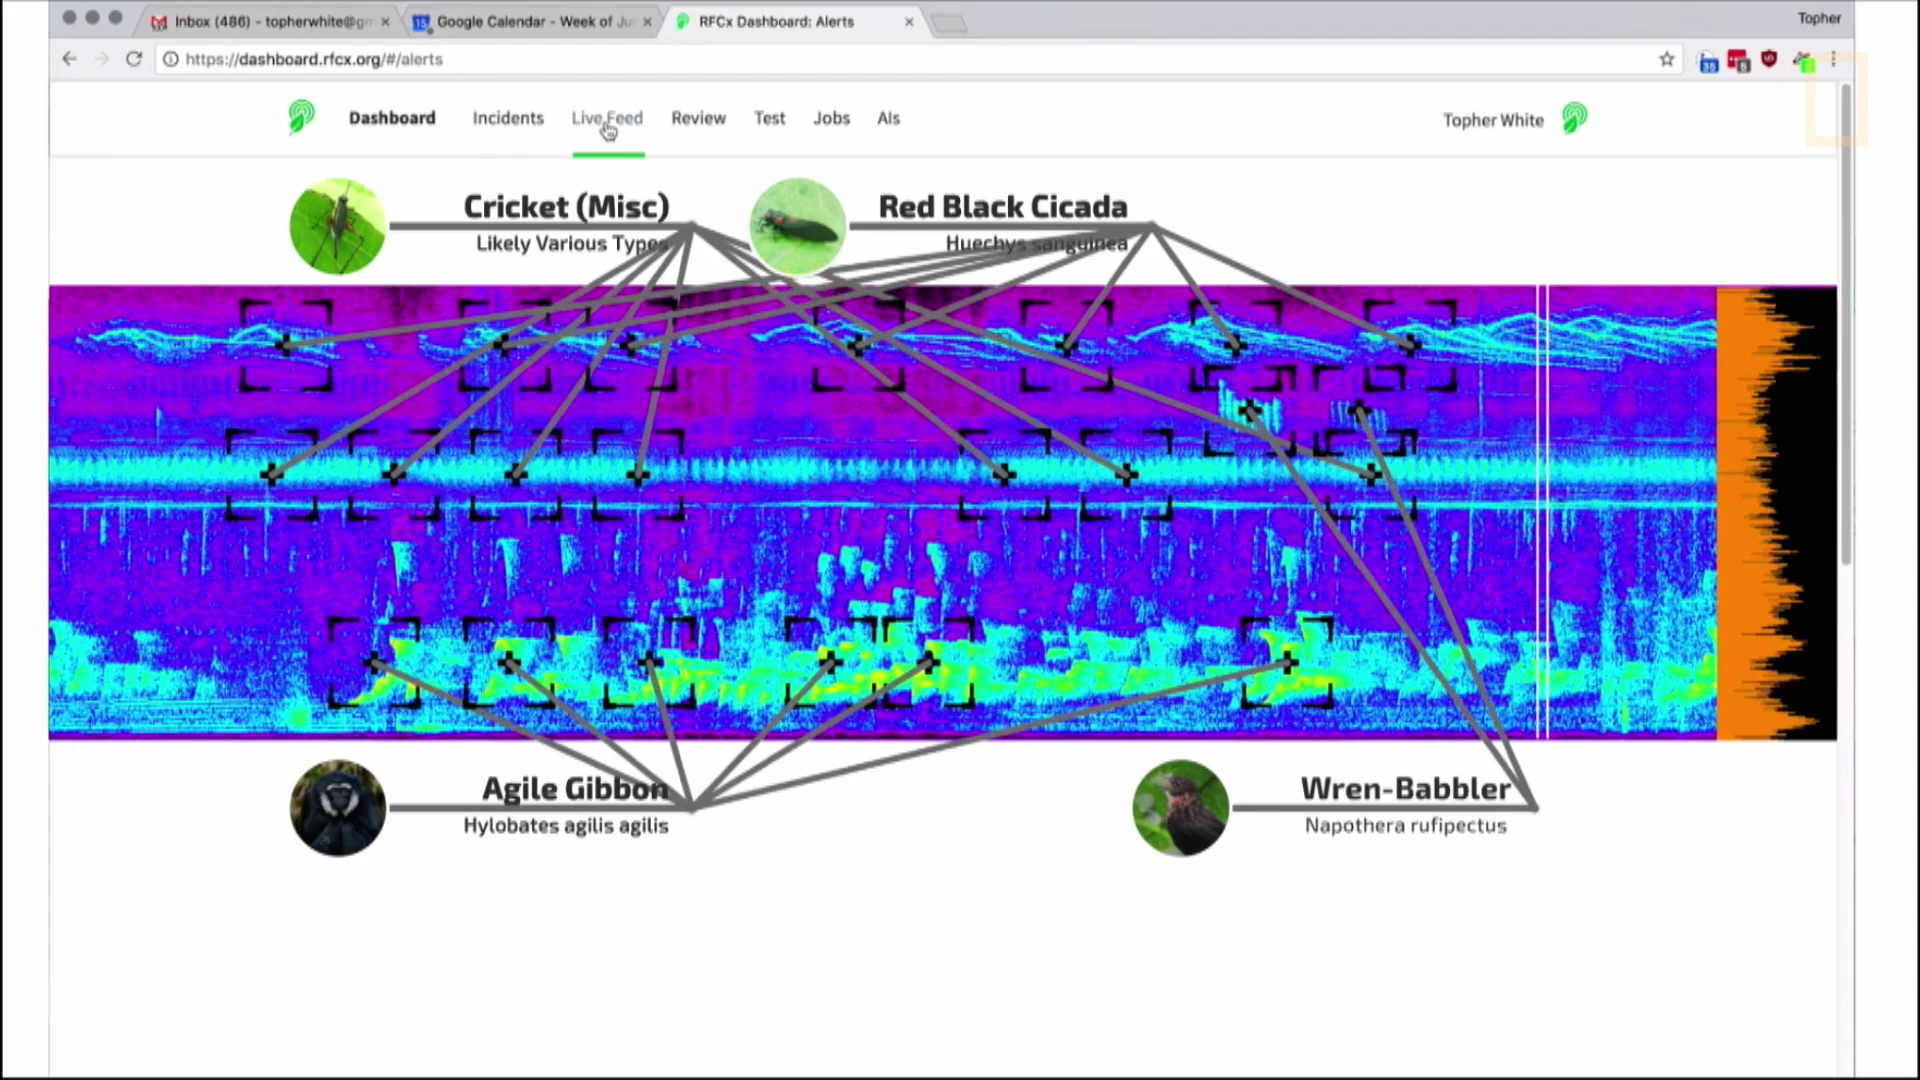 Inbox (486) - topherwhite@gm
Google Calendar - Week of Ju
RFCx Dashboard: Alerts
Topher
https://dashboard.rfcx.org/#/alerts
Dashboard
Incidents
Live Feed
Review
Test
Jobs
AIs
Topher White
Cricket (Misc)
Likely Various Types
Red Black Cicada
Huechys sanguinea
Agile Gibbon
Hylobates agilis agilis
Wren-Babbler
Napothera rufipectus